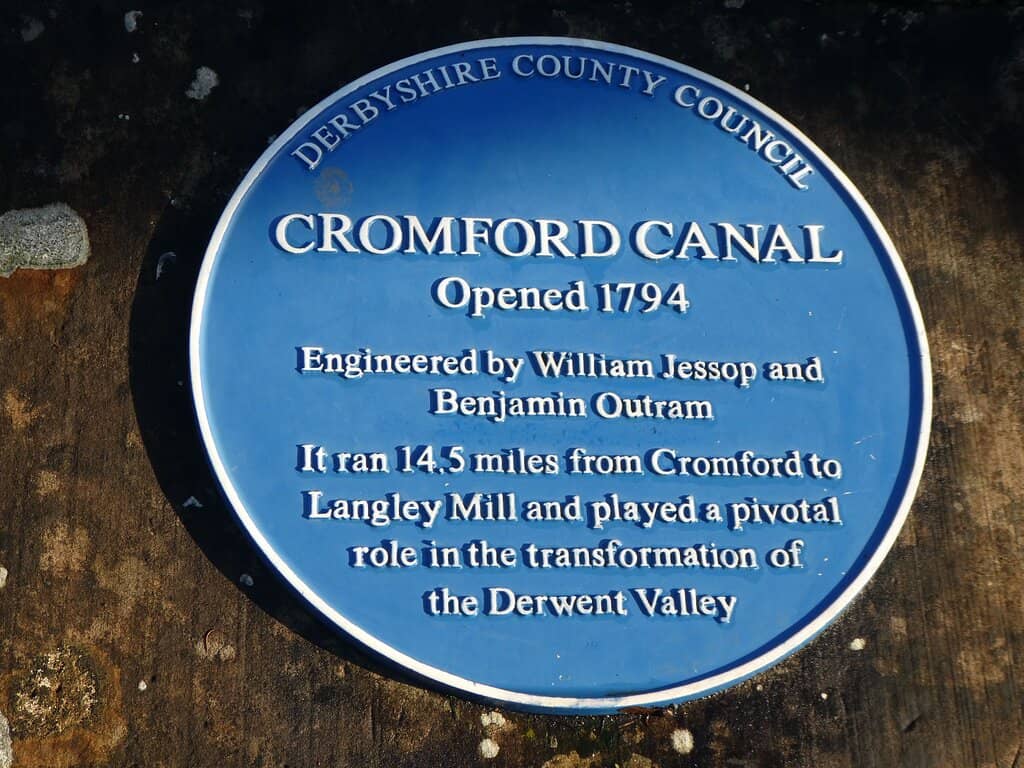 DERBYSHIRE COUNTY COUNCIL
CROMFORD CANAL
Opened 1794
Engineered by William Jessop and
Benjamin Outram
It ran 14.5 miles from Cromford to
Langley Mill and played a pivotal
role in the transformation of
the Derwent Valley